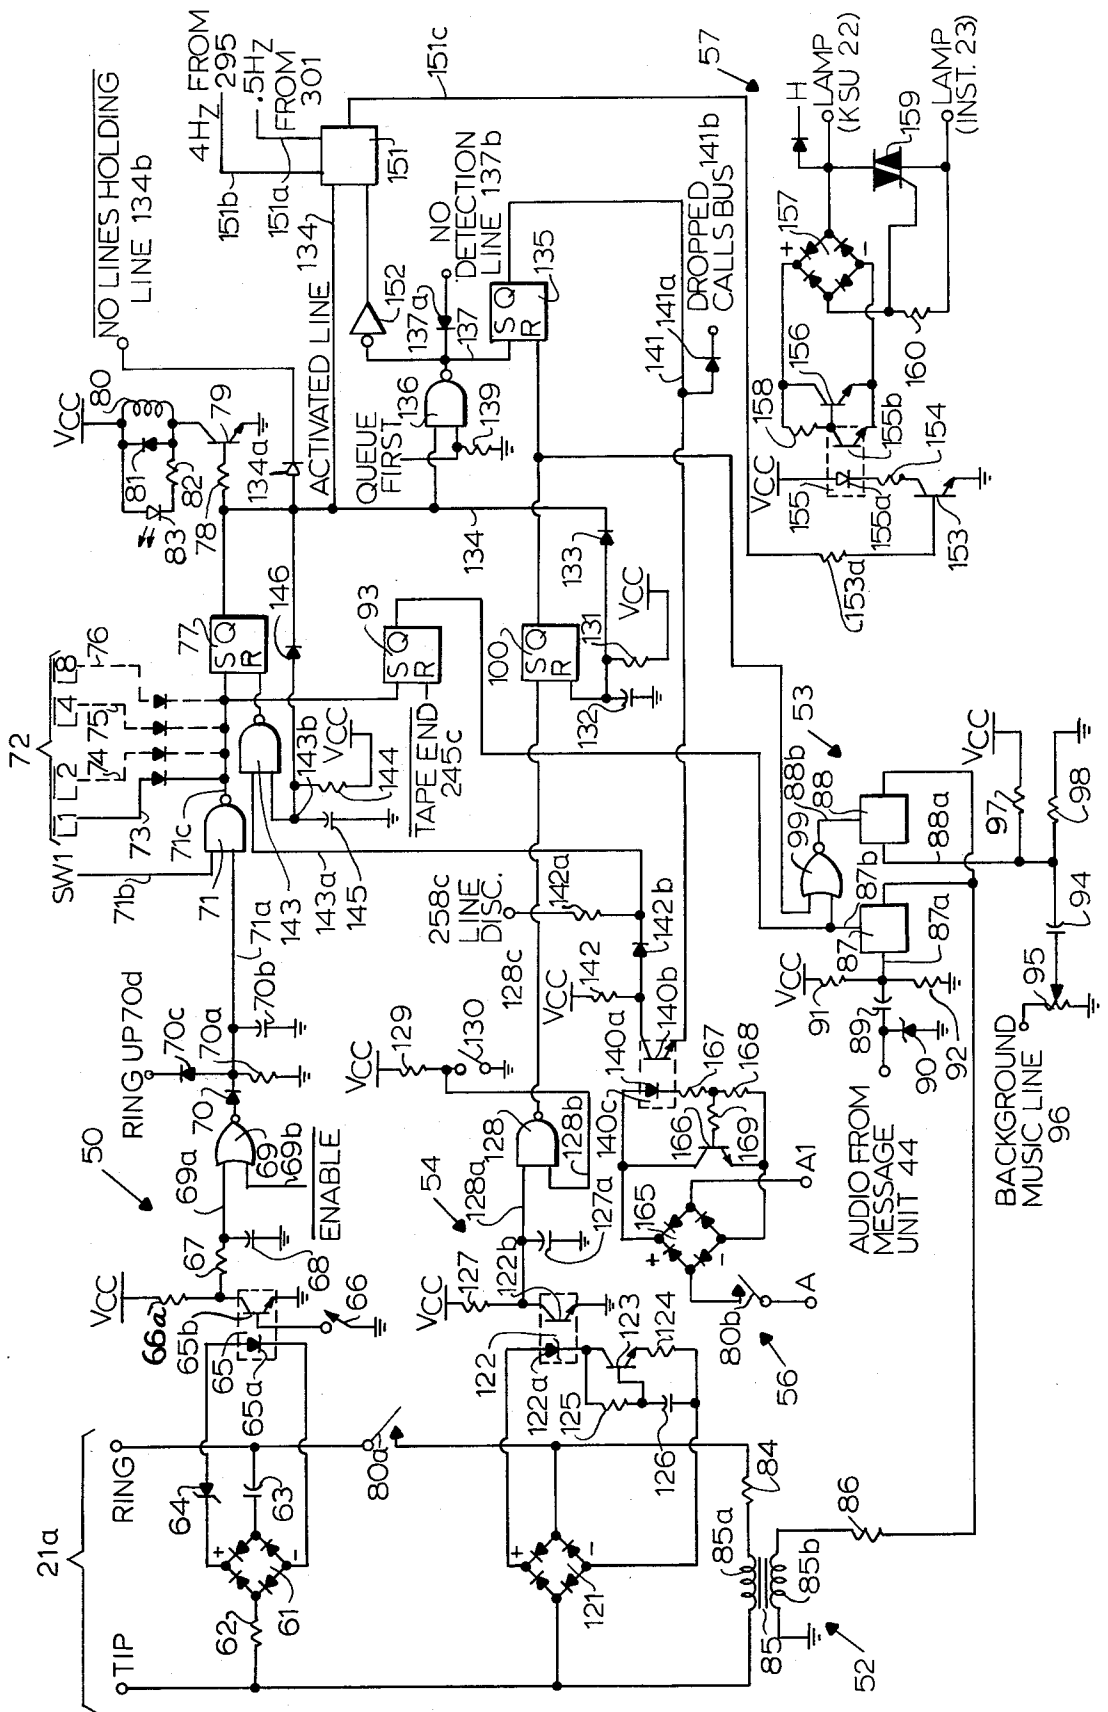 21a
TIP
RING
62
61
63
64
65
65a
65b
66a
VCC
66
67
68
50
69a
69
69b
ENABLE
70
70a
70c
RING UP 70d
70b
71a
71
71b
71c
SW1
72
L1
L2
L4
L8
73
74
75
76
143
143a
143b
145
144
VCC
146
77
S Q
R
78
79
80
VCC
81
82
83
134a
NO LINES HOLDING
LINE 134b
ACTIVATED LINE 134
4HZ FROM
295
.5HZ
FROM
301
151b
151a
151
151c
152
137a
137
NO
DETECTION
LINE 137b
QUEUE
FIRST
136
139
135
S Q
R
134
93
S Q
R
TAPE END
245c
100
S Q
R
133
132
131
VCC
80a
121
122
122a
122b
123
124
125
126
127
VCC
127a
54
128a
128
128b
128c
129
VCC
130
258c
LINE
DISC.
142a
142
VCC
142b
140a
140b
140c
141
141a
DROPPED
CALLS BUS 141b
165
166
167
168
169
A
A1
80b
56
84
85
85a
85b
86
52
AUDIO FROM
MESSAGE
UNIT 44
89
90
91
VCC
92
87
87a
87b
88
88a
88b
99
53
BACKGROUND
MUSIC LINE
96
95
94
97
98
VCC
57
153a
153
154
155
155a
155b
VCC
158
156
157
160
159
H
LAMP
(KSU 22)
LAMP
(INST. 23)
+
-
+
-
+
-
+
-